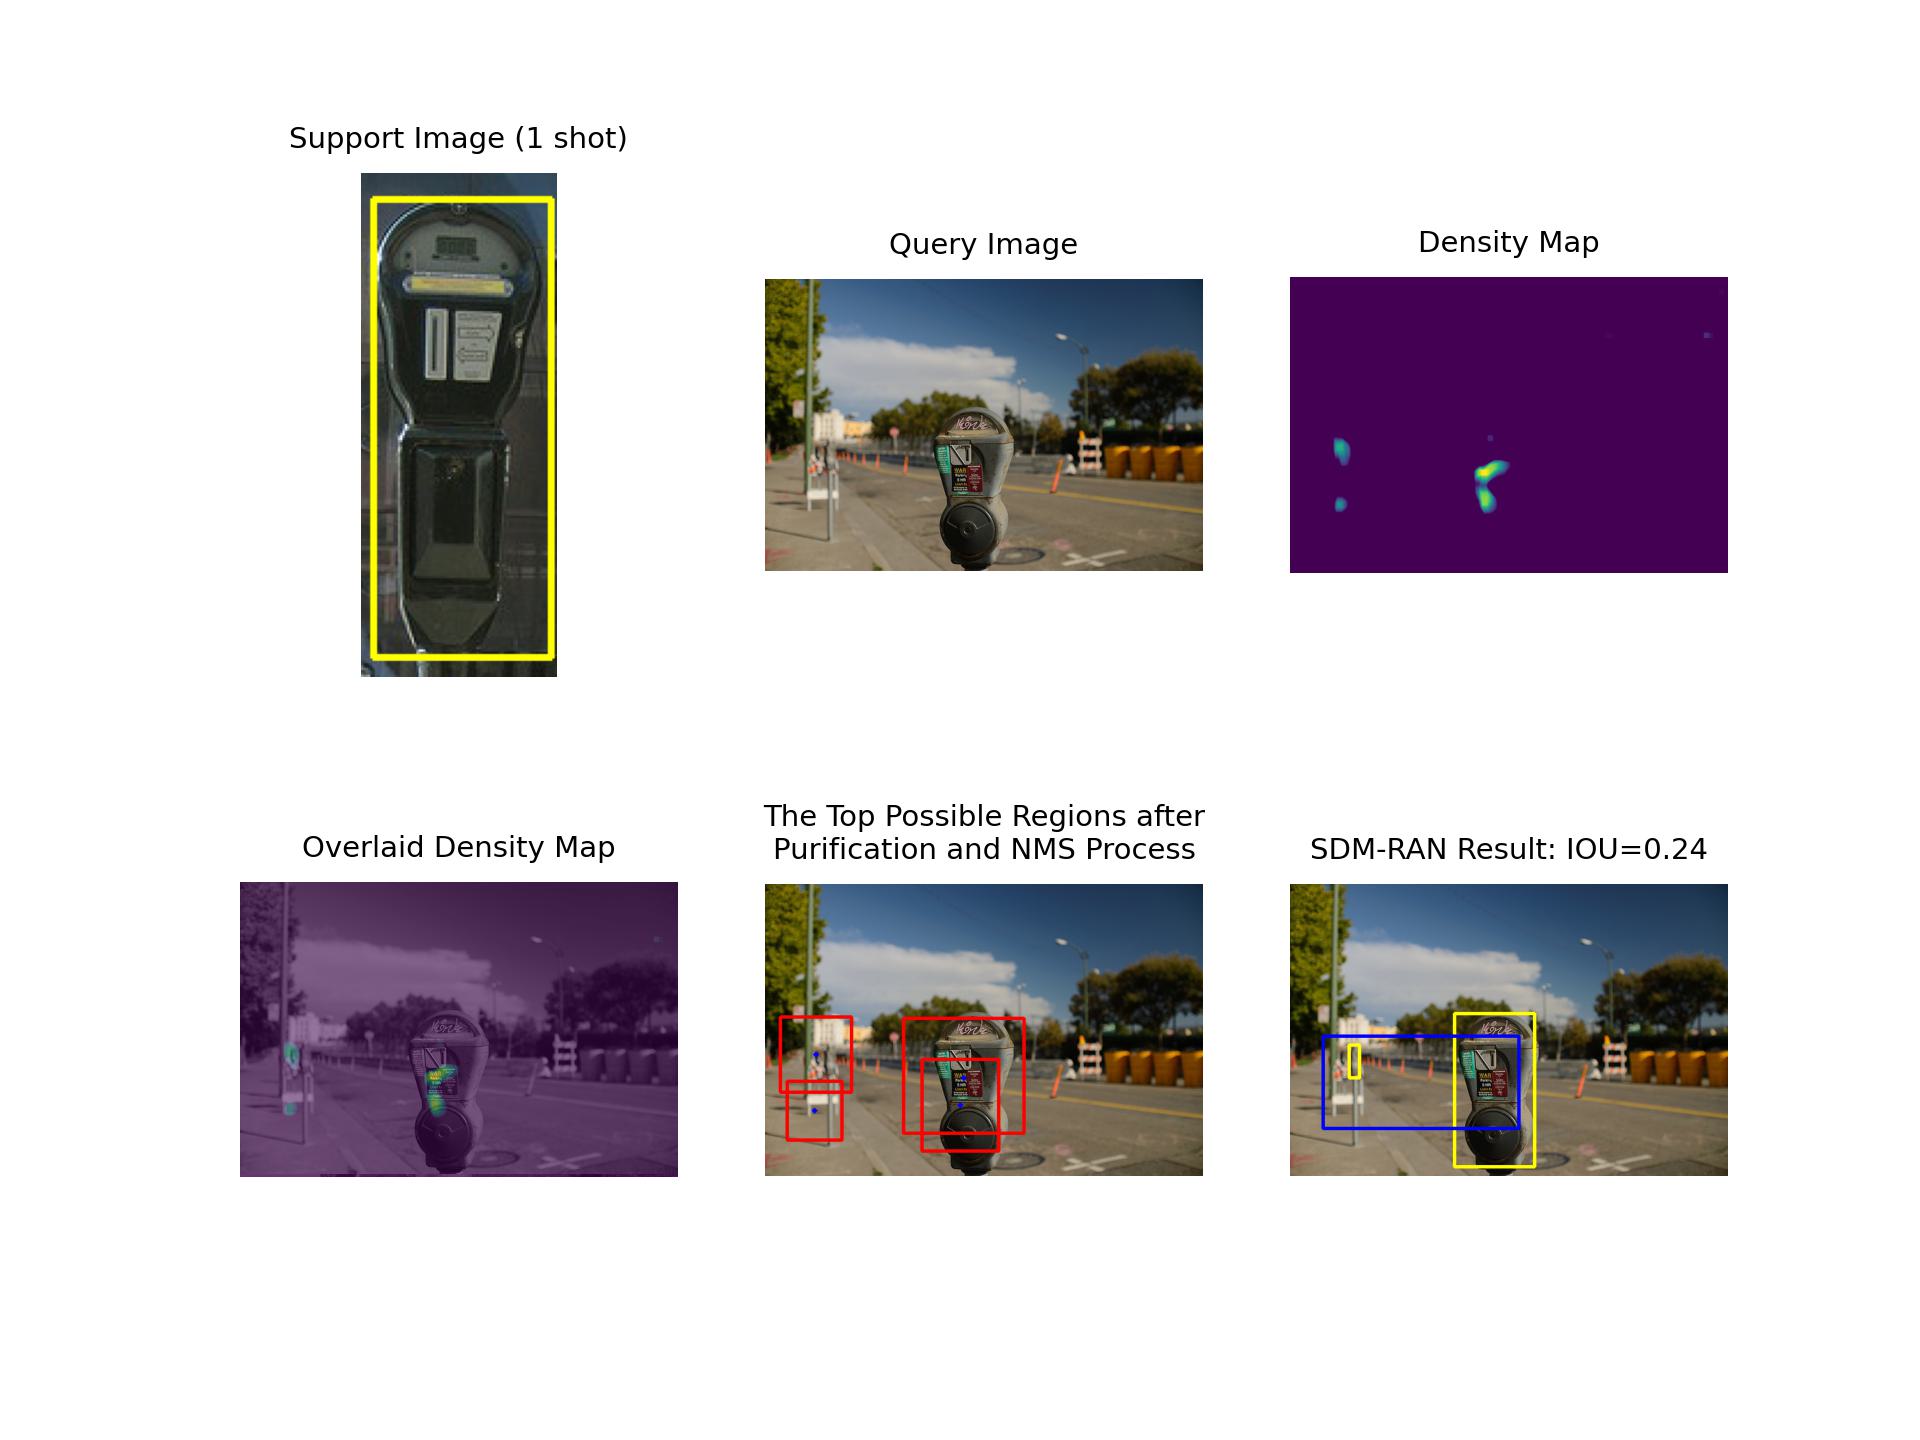 Support Image (1 shot)
Query Image
Density Map
Overlaid Density Map
The Top Possible Regions after
Purification and NMS Process
SDM-RAN Result: IOU=0.24